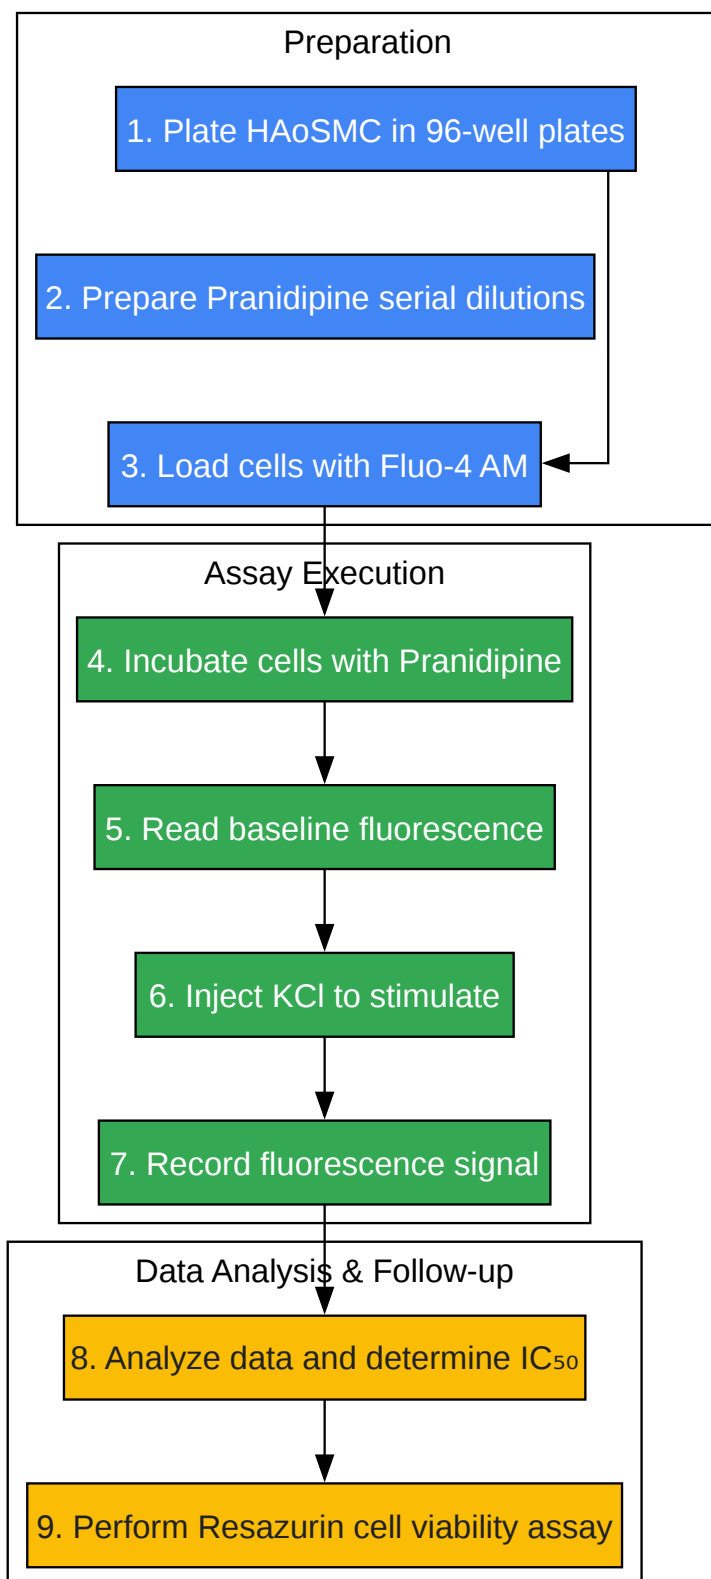 Preparation
1. Plate HAoSMC in 96-well plates
2. Prepare Pranidipine serial dilutions
3. Load cells with Fluo-4 AM
Assay Execution
4. Incubate cells with Pranidipine
5. Read baseline fluorescence
6. Inject KCl to stimulate
7. Record fluorescence signal
Data Analysis & Follow-up
8. Analyze data and determine IC₅₀
9. Perform Resazurin cell viability assay